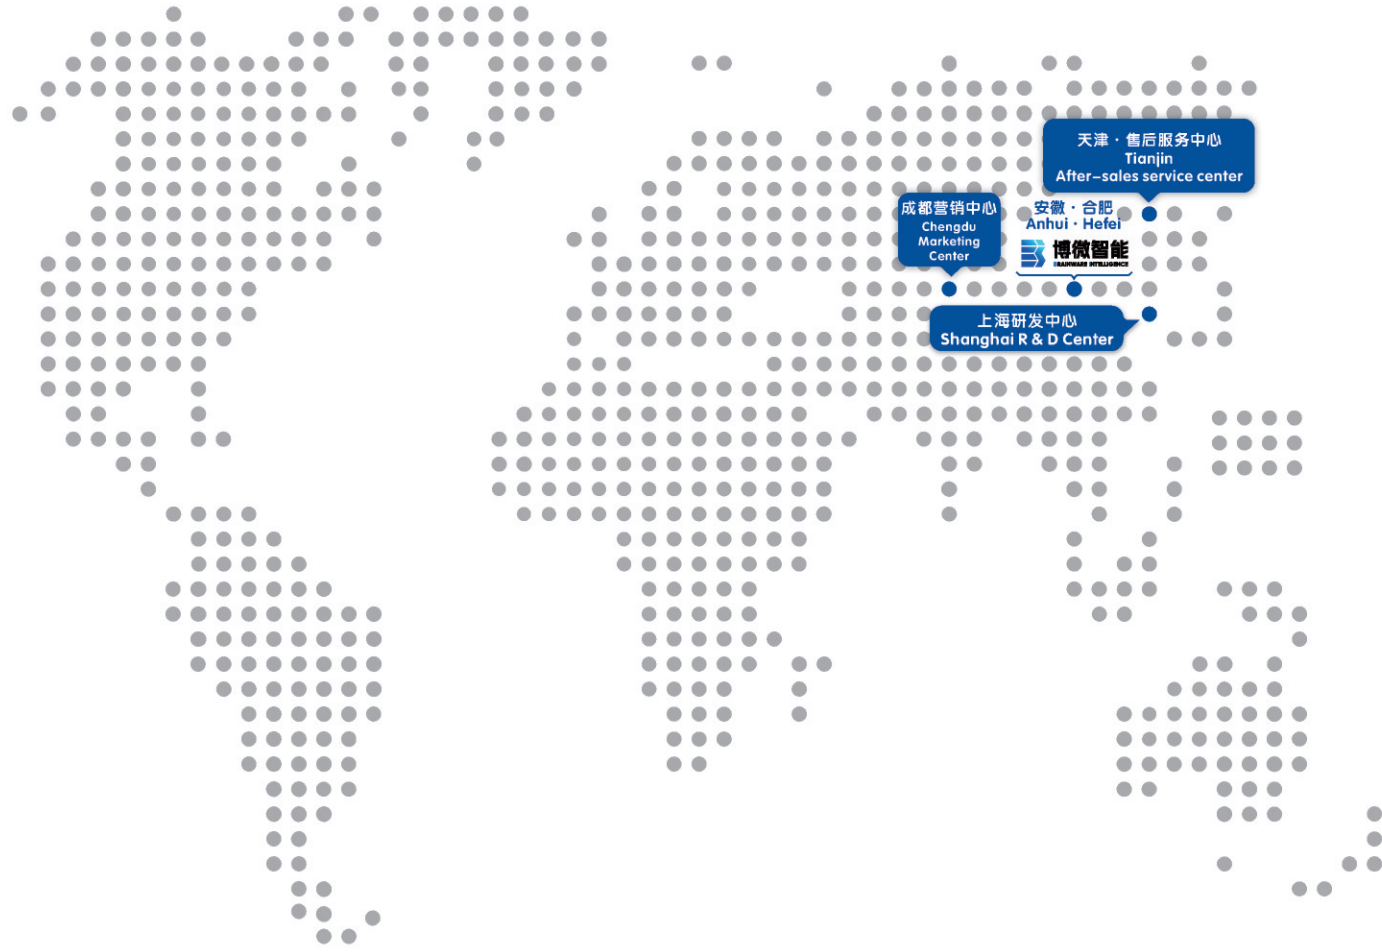 天津·售后服务中心
Tianjin
After-sales service center
成都营销中心
Chengdu
Marketing
Center
安徽·合肥
Anhui·Hefei
博微智能
BRAINWARE INTELLIGENCE
上海研发中心
Shanghai R & D Center